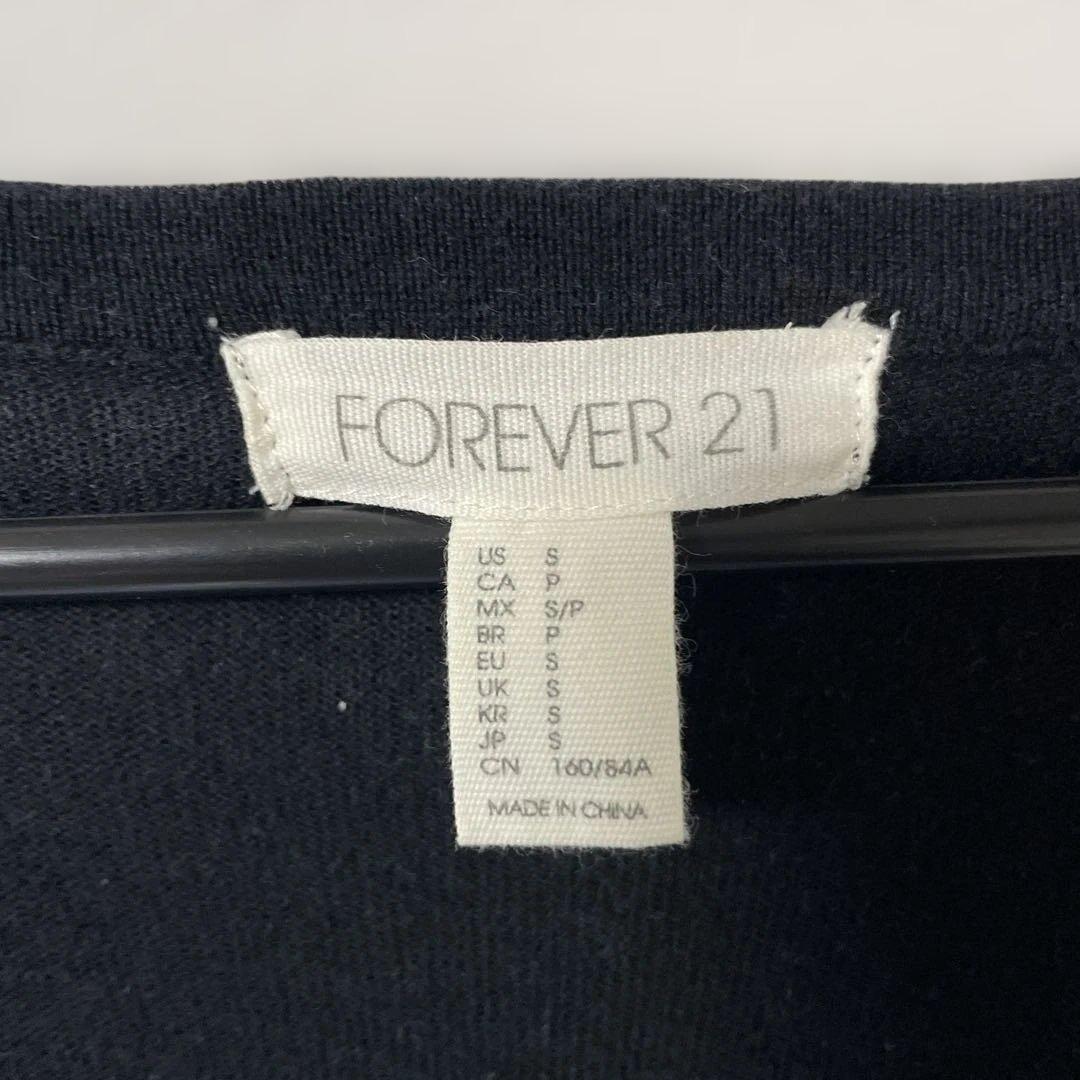 FOREVER 21
US S
CA P
MX S/P
BR P
EU S
UK S
KR S
JP S
CN 160/84A
MADE IN CHINA